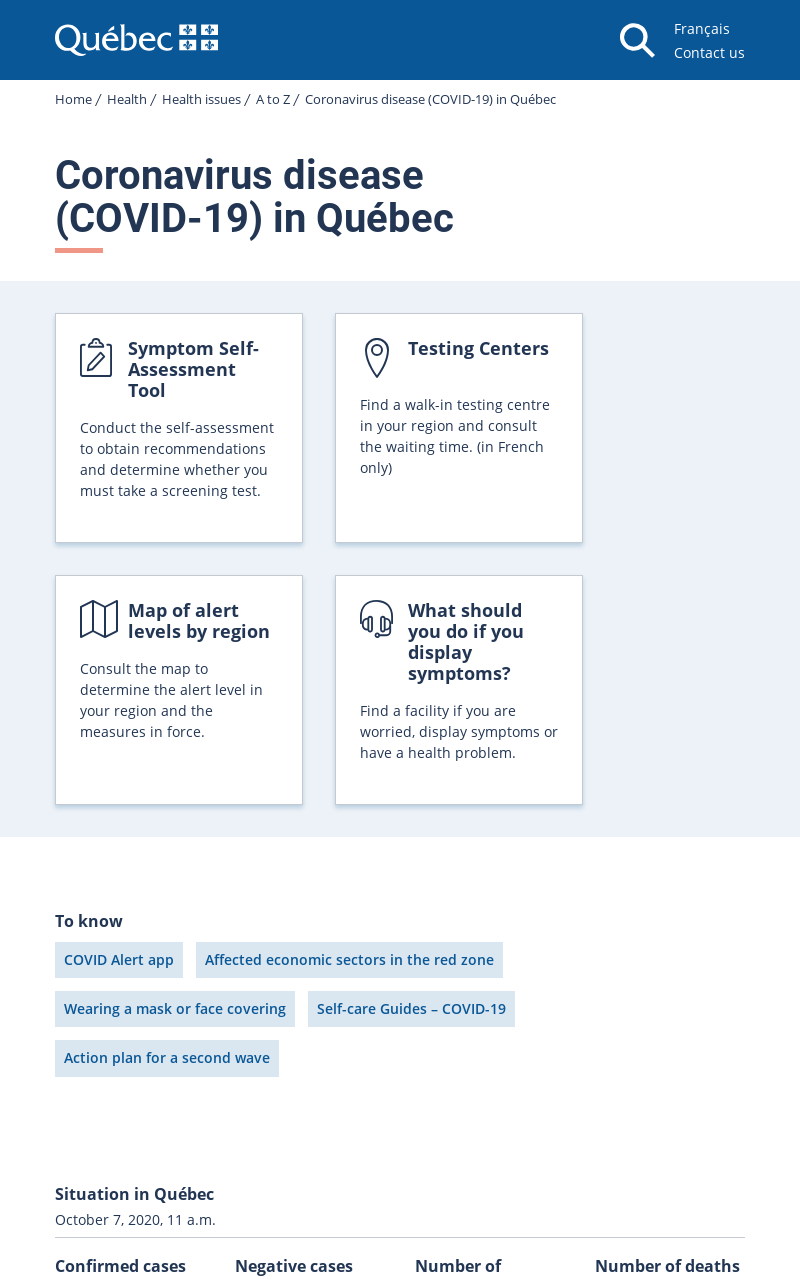 Québec
Français
Contact us
Home / Health / Health issues / A to Z / Coronavirus disease (COVID-19) in Québec
Coronavirus disease
(COVID-19) in Québec
Symptom Self-
Assessment
Tool
Conduct the self-assessment
to obtain recommendations
and determine whether you
must take a screening test.
Testing Centers
Find a walk-in testing centre
in your region and consult
the waiting time. (in French
only)
Map of alert
levels by region
Consult the map to
determine the alert level in
your region and the
measures in force.
What should
you do if you
display
symptoms?
Find a facility if you are
worried, display symptoms or
have a health problem.
To know
COVID Alert app
Affected economic sectors in the red zone
Wearing a mask or face covering
Self-care Guides – COVID-19
Action plan for a second wave
Situation in Québec
October 7, 2020, 11 a.m.
Confirmed cases
Negative cases
Number of
Number of deaths